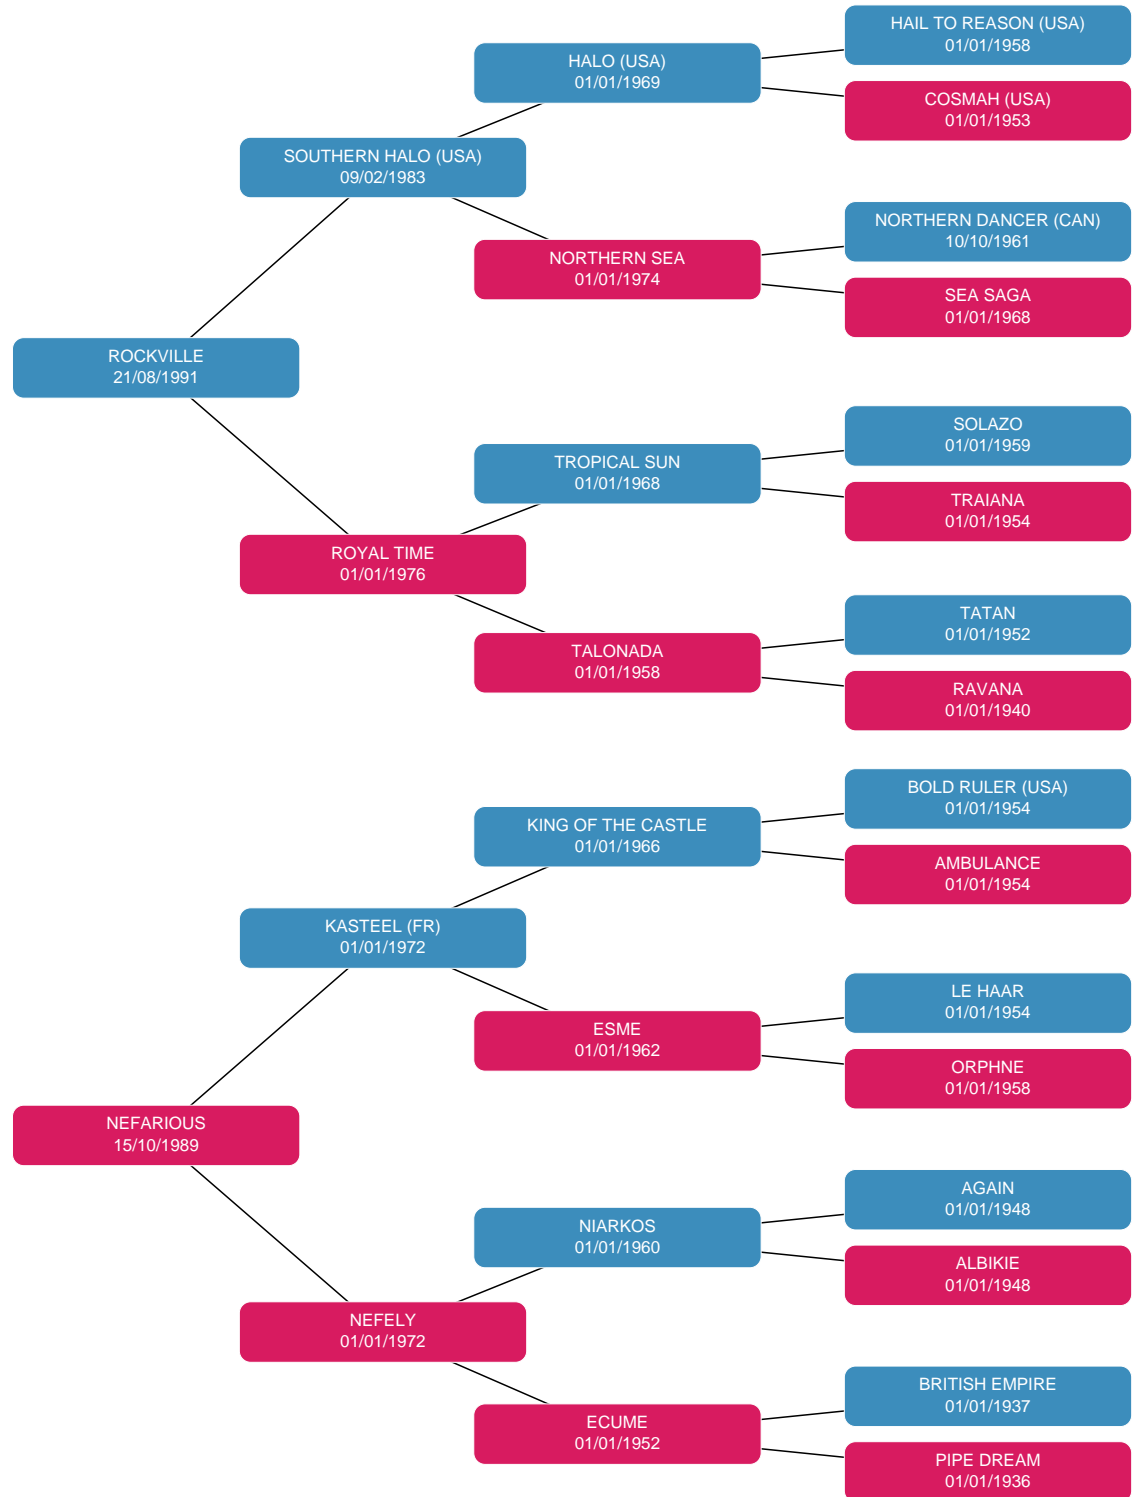 HAIL TO REASON (USA)
01/01/1958
HALO (USA)
01/01/1969
COSMAH (USA)
01/01/1953
SOUTHERN HALO (USA)
09/02/1983
NORTHERN DANCER (CAN)
10/10/1961
NORTHERN SEA
01/01/1974
SEA SAGA
01/01/1968
ROCKVILLE
21/08/1991
SOLAZO
01/01/1959
TROPICAL SUN
01/01/1968
TRAIANA
01/01/1954
ROYAL TIME
01/01/1976
TATAN
01/01/1952
TALONADA
01/01/1958
RAVANA
01/01/1940
BOLD RULER (USA)
01/01/1954
KING OF THE CASTLE
01/01/1966
AMBULANCE
01/01/1954
KASTEEL (FR)
01/01/1972
LE HAAR
01/01/1954
ESME
01/01/1962
ORPHNE
01/01/1958
NEFARIOUS
15/10/1989
AGAIN
01/01/1948
NIARKOS
01/01/1960
ALBIKIE
01/01/1948
NEFELY
01/01/1972
BRITISH EMPIRE
01/01/1937
ECUME
01/01/1952
PIPE DREAM
01/01/1936